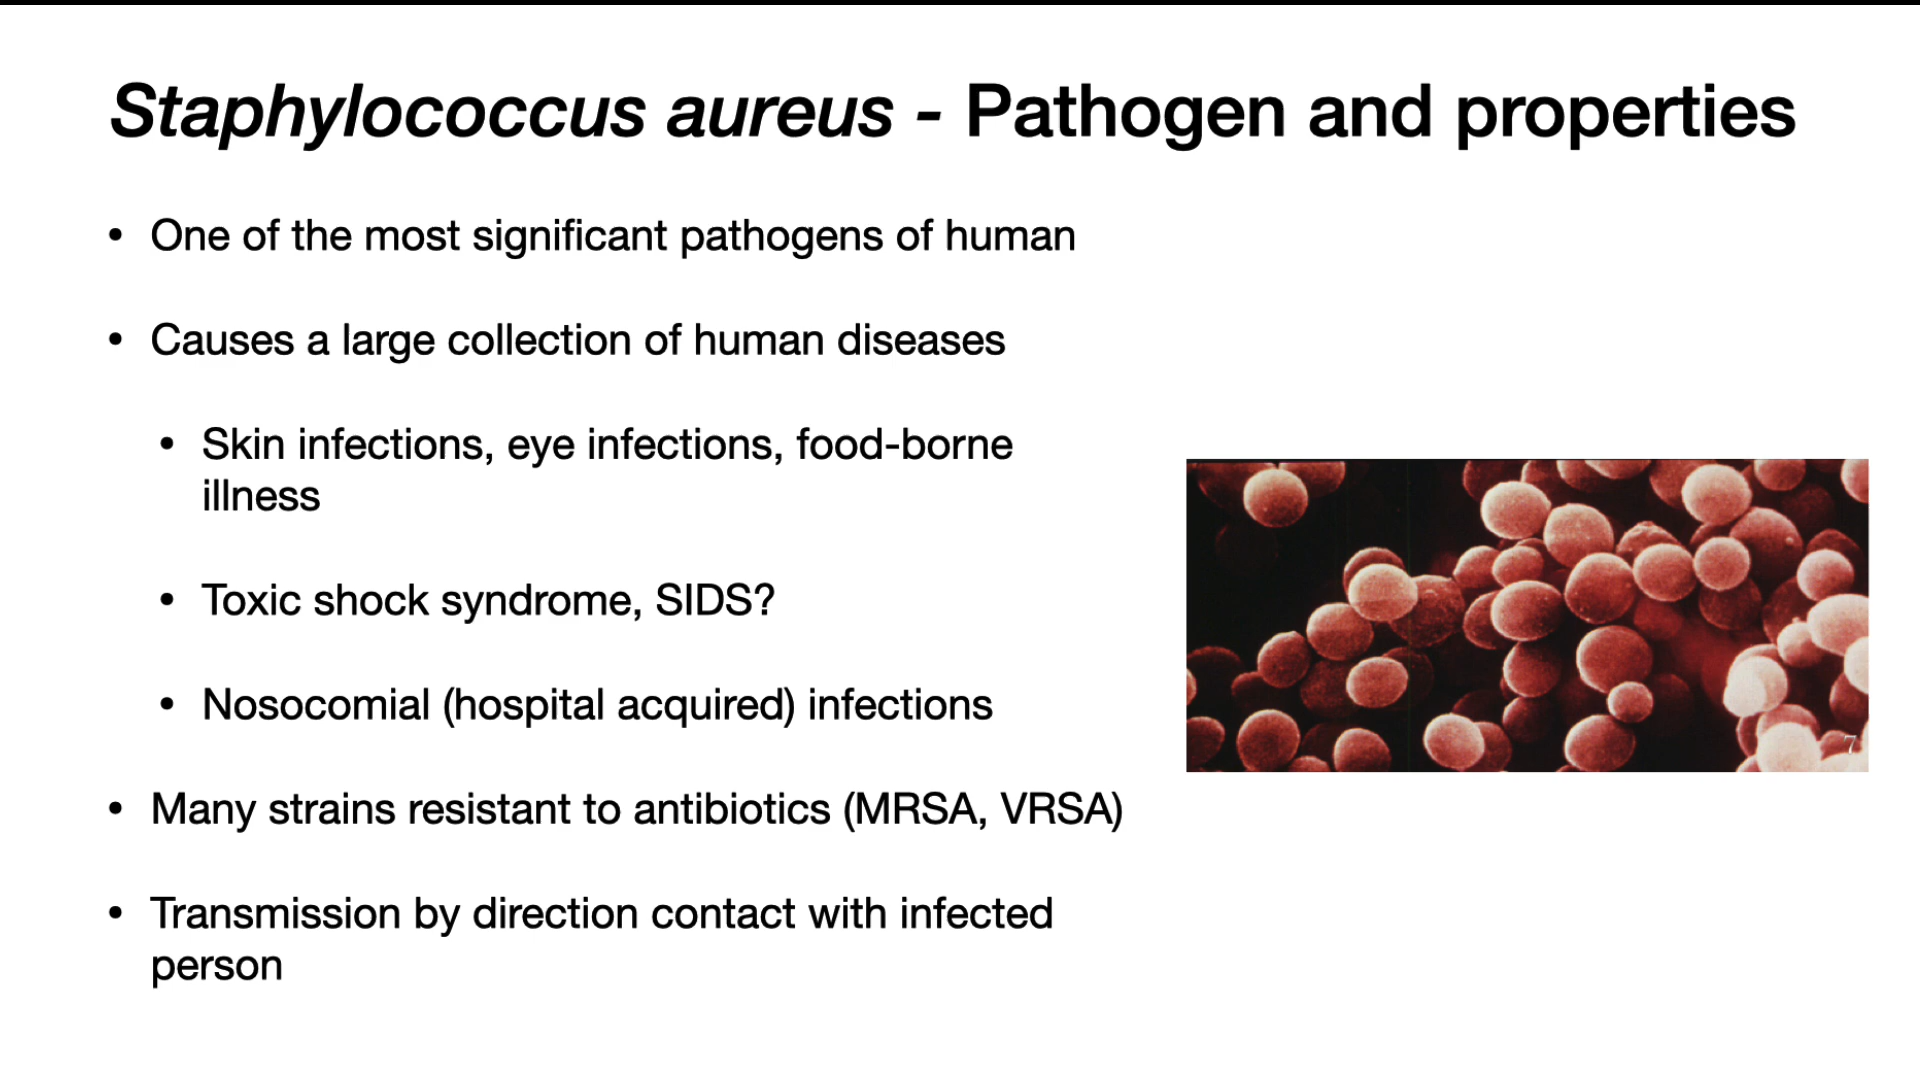 Staphylococcus aureus - Pathogen and properties
• One of the most significant pathogens of human
• Causes a large collection of human diseases
• Skin infections, eye infections, food-borne
illness
• Toxic shock syndrome, SIDS?
• Nosocomial (hospital acquired) infections
7
• Many strains resistant to antibiotics (MRSA, VRSA)
• Transmission by direction contact with infected
person